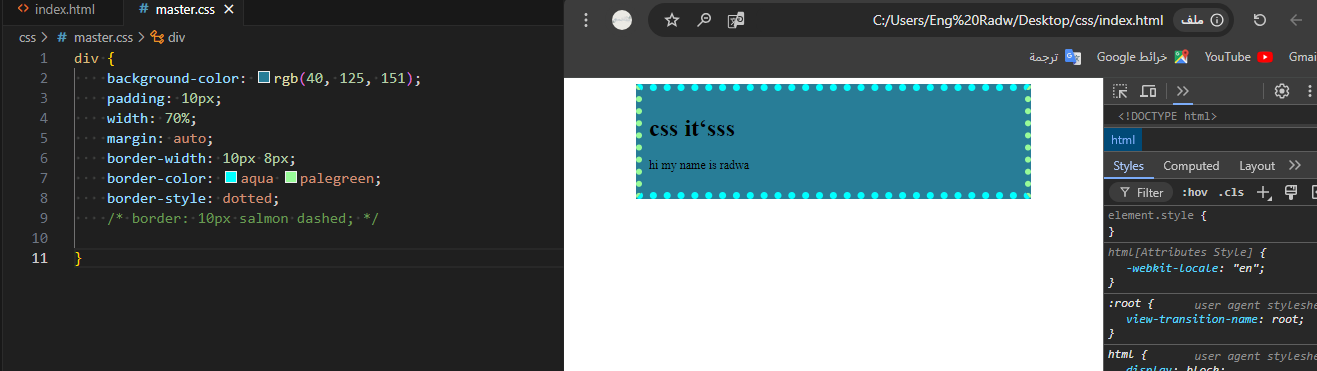 index.html
# master.css
css > # master.css > div
1 div {
2 background-color: rgb(40, 125, 151);
3 padding: 10px;
4 width: 70%;
5 margin: auto;
6 border-width: 10px 8px;
7 border-color: aqua palegreen;
8 border-style: dotted;
9 /* border: 10px salmon dashed; */
10
11 }
C:/Users/Eng%20Radw/Desktop/css/index.html ملف
ترجمة خرائط Google YouTube Gmai
css it‘sss
hi my name is radwa
<!DOCTYPE html>
html
Styles Computed Layout
Filter :hov .cls
element.style {
}
html[Attributes Style] {
-webkit-locale: "en";
}
:root { user agent styleshe
view-transition-name: root;
}
html { user agent styleshe
display: block;